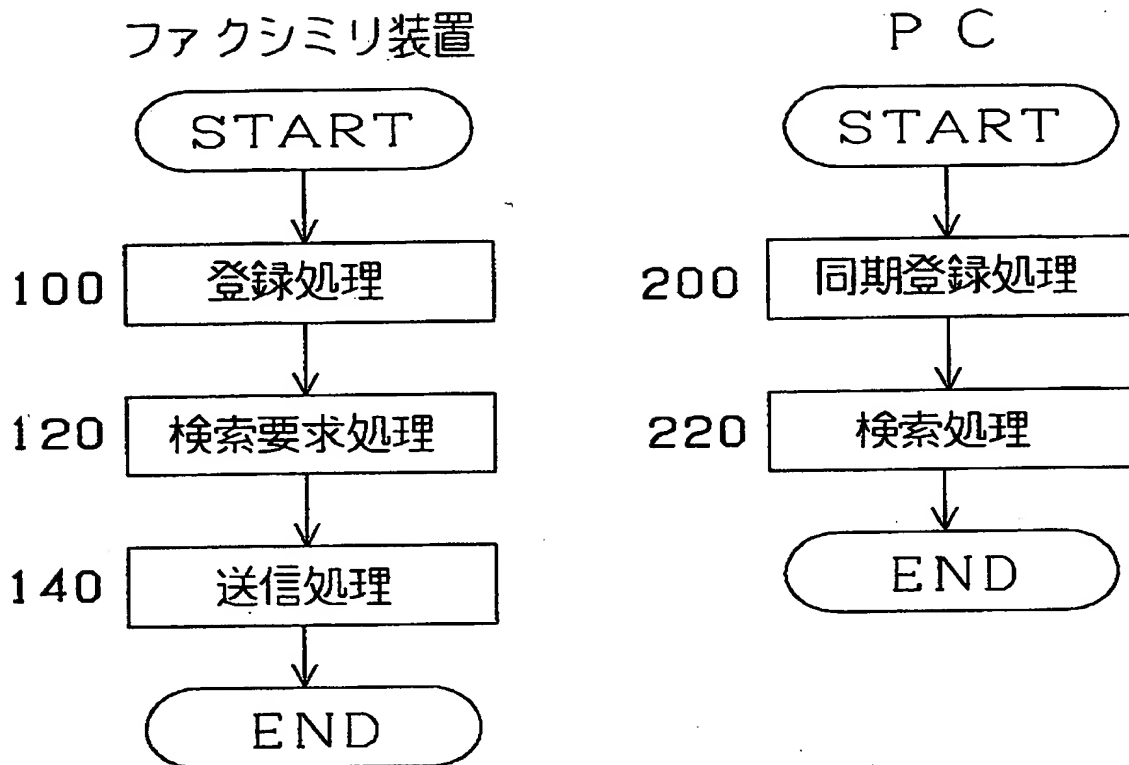 ファクシミリ装置
START
100 登録処理
120 検索要求処理
140 送信処理
END
PC
START
200 同期登録処理
220 検索処理
END